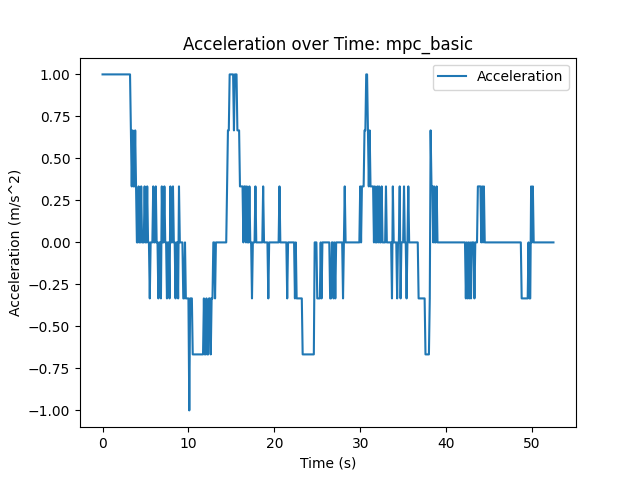 Acceleration over Time: mpc_basic
Acceleration
1.00
0.75
0.50
0.25
0.00
−0.25
−0.50
−0.75
−1.00
Acceleration (m/s^2)
0 10 20 30 40 50
Time (s)